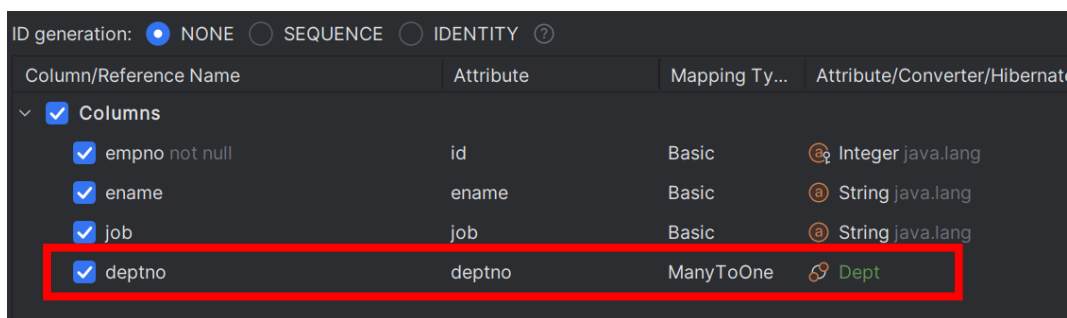 ID generation: NONE SEQUENCE IDENTITY ?
Column/Reference Name Attribute Mapping Ty... Attribute/Converter/Hibernate
Columns
empno not null id Basic Integer java.lang
ename ename Basic String java.lang
job job Basic String java.lang
deptno deptno ManyToOne Dept